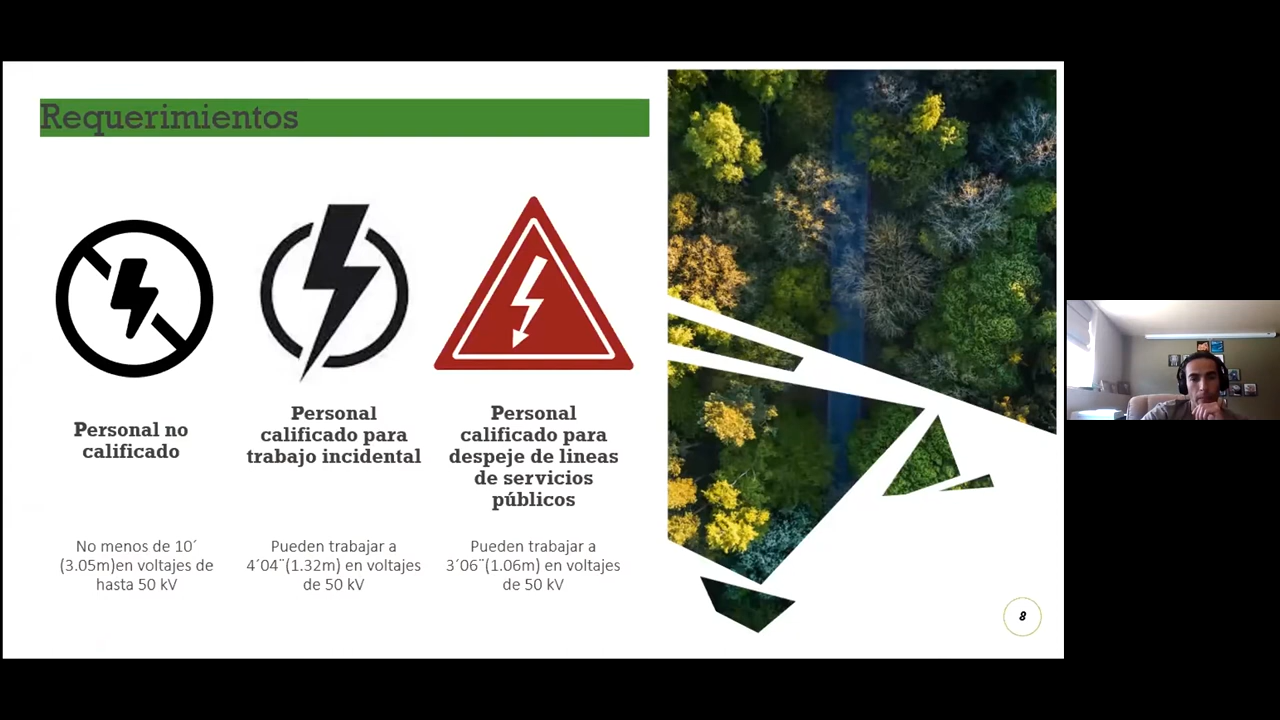 Requerimientos
Personal no
calificado
No menos de 10´
(3.05m)en voltajes de
hasta 50 kV
Personal
calificado para
trabajo incidental
Pueden trabajar a
4´04¨(1.32m) en voltajes
de 50 kV
Personal
calificado para
despeje de lineas
de servicios
públicos
Pueden trabajar a
3´06¨(1.06m) en voltajes
de 50 kV
8